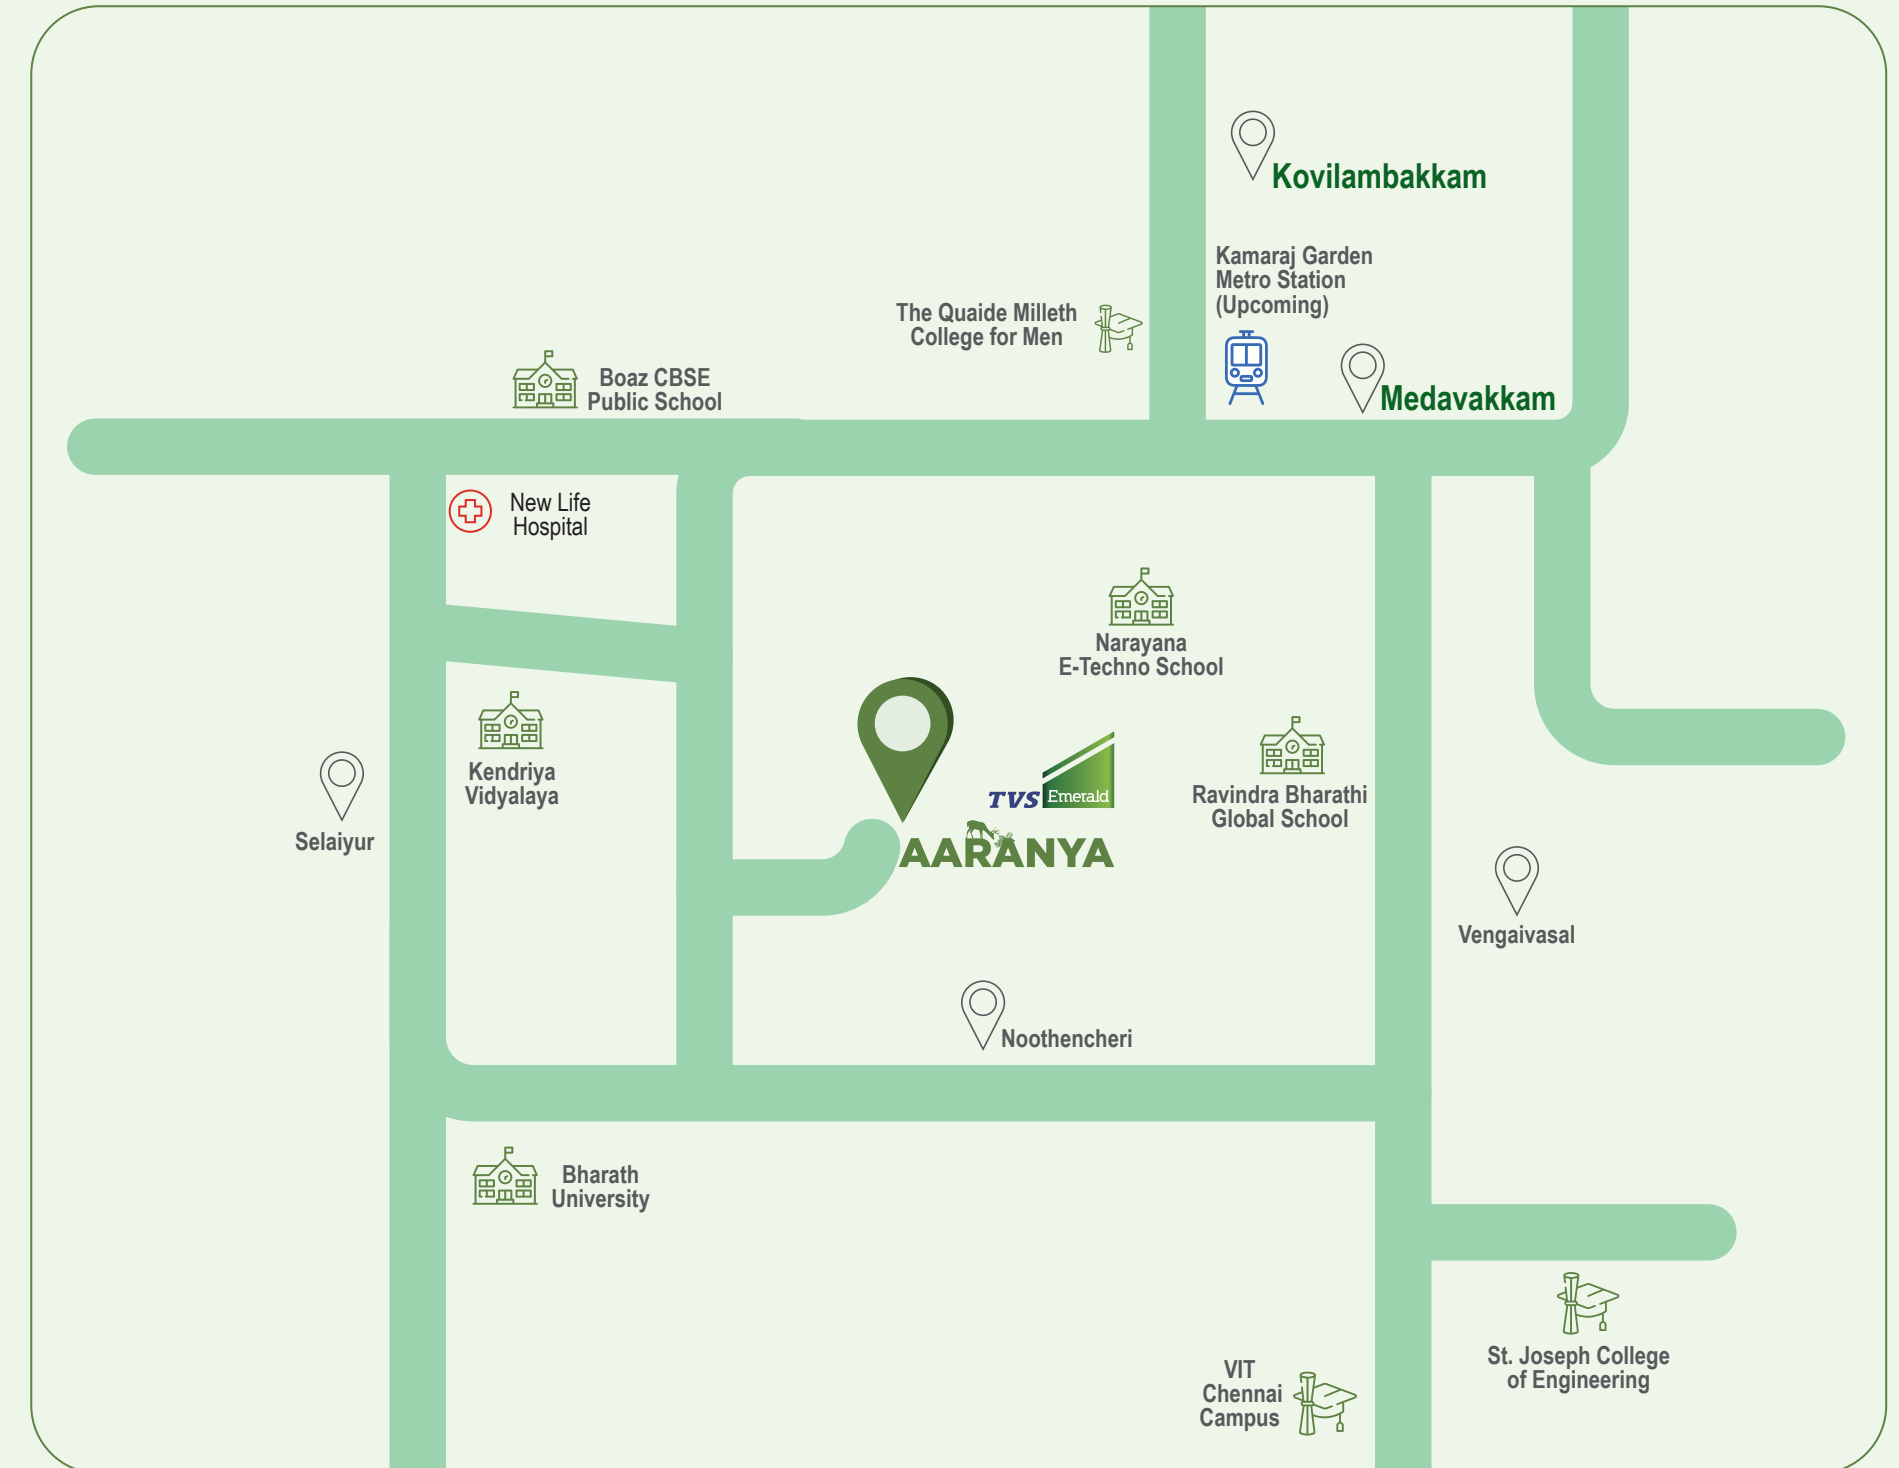 Kovilambakkam
Kamaraj Garden
Metro Station
(Upcoming)
The Quaide Milleth
College for Men
Medavakkam
Boaz CBSE
Public School
New Life
Hospital
Narayana
E-Techno School
Kendriya
Vidyalaya
Selaiyur
TVS Emerald
AARANYA
Ravindra Bharathi
Global School
Vengaivasal
Noothencheri
Bharath
University
St. Joseph College
of Engineering
VIT
Chennai
Campus